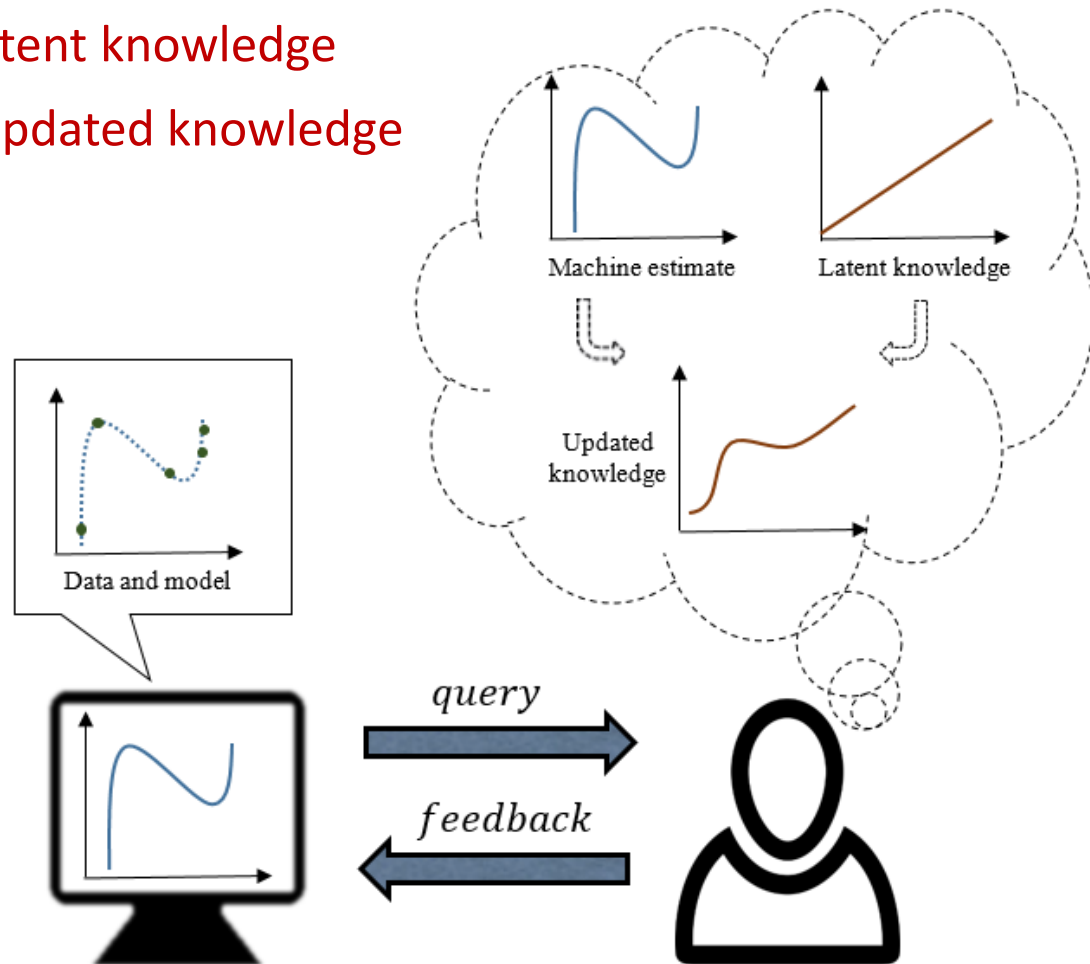 tent knowledge
pdated knowledge
Machine estimate
Latent knowledge
Updated
knowledge
Data and model
query
feedback